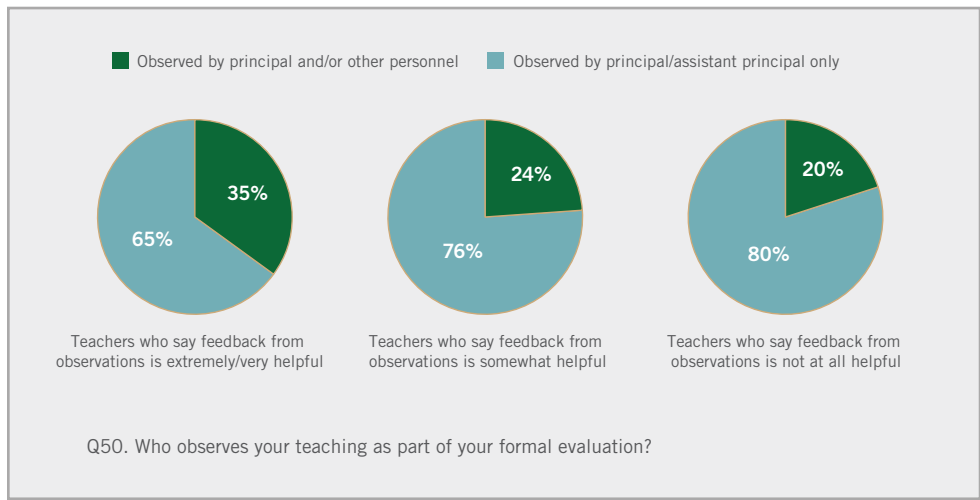 Observed by principal and/or other personnel
Observed by principal/assistant principal only
35%
65%
24%
76%
20%
80%
Teachers who say feedback from
observations is extremely/very helpful
Teachers who say feedback from
observations is somewhat helpful
Teachers who say feedback from
observations is not at all helpful
Q50. Who observes your teaching as part of your formal evaluation?